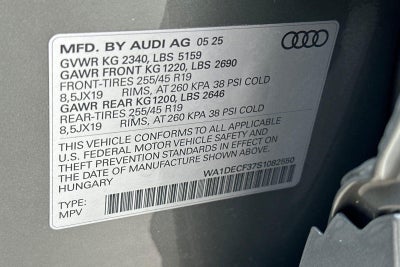 MFD. BY AUDI AG 05 25
GVWR KG 2340, LBS 5159
GAWR FRONT KG 1220, LBS 2690
FRONT-TIRES 255/45 R19
8,5JX19 RIMS, AT 260 KPA 38 PSI COLD
GAWR REAR KG1200, LBS 2646
REAR-TIRES 255/45 R19
8,5JX19 RIMS, AT 260 KPA 38 PSI COLD
THIS VEHICLE CONFORMS TO ALL APPLICABLE
U.S. FEDERAL MOTOR VEHICLE SAFETY AND
THEFT PREVENTION STANDARDS IN EFFECT ON
THE DATE OF MANUFACTURE SHOWN ABOVE.
HUNGARY
WA1DECF37S1082550
TYPE:
MPV